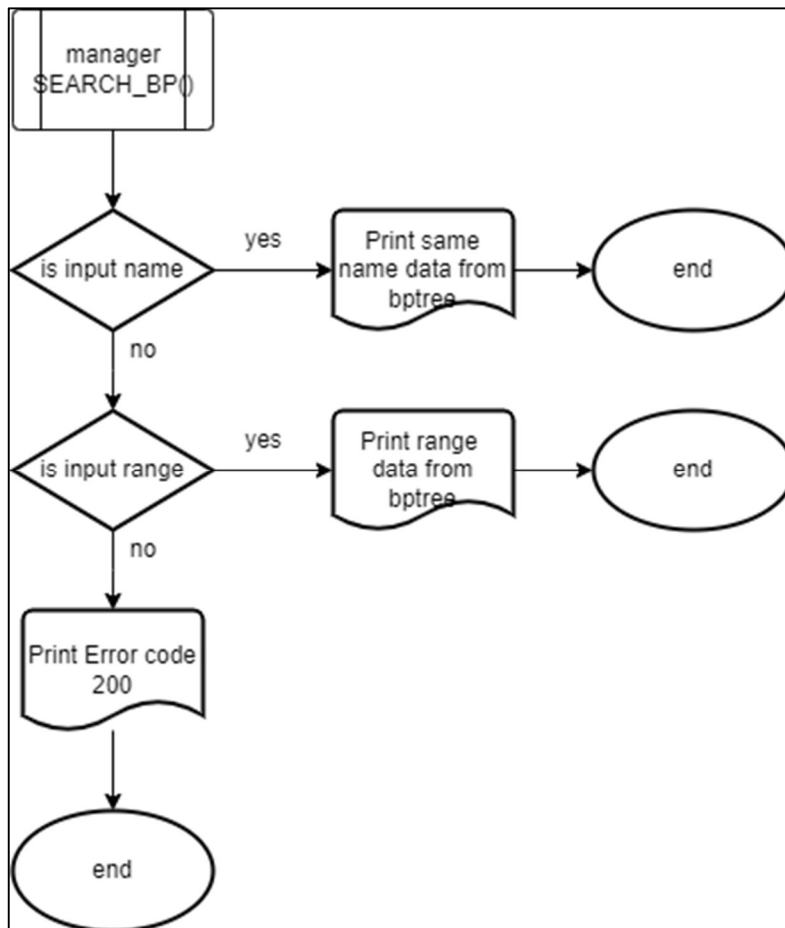 manager
SEARCH_BP()
is input name
yes
Print same
name data from
bptree
end
no
is input range
yes
Print range
data from
bptree
end
no
Print Error code
200
end